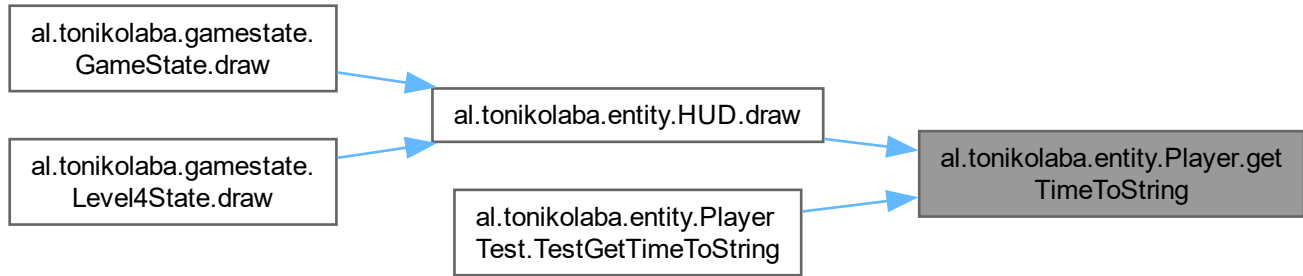 al.tonikolaba.gamestate.
GameState.draw
al.tonikolaba.gamestate.
Level4State.draw
al.tonikolaba.entity.HUD.draw
al.tonikolaba.entity.Player
Test.TestGetTimeToString
al.tonikolaba.entity.Player.get
TimeToString